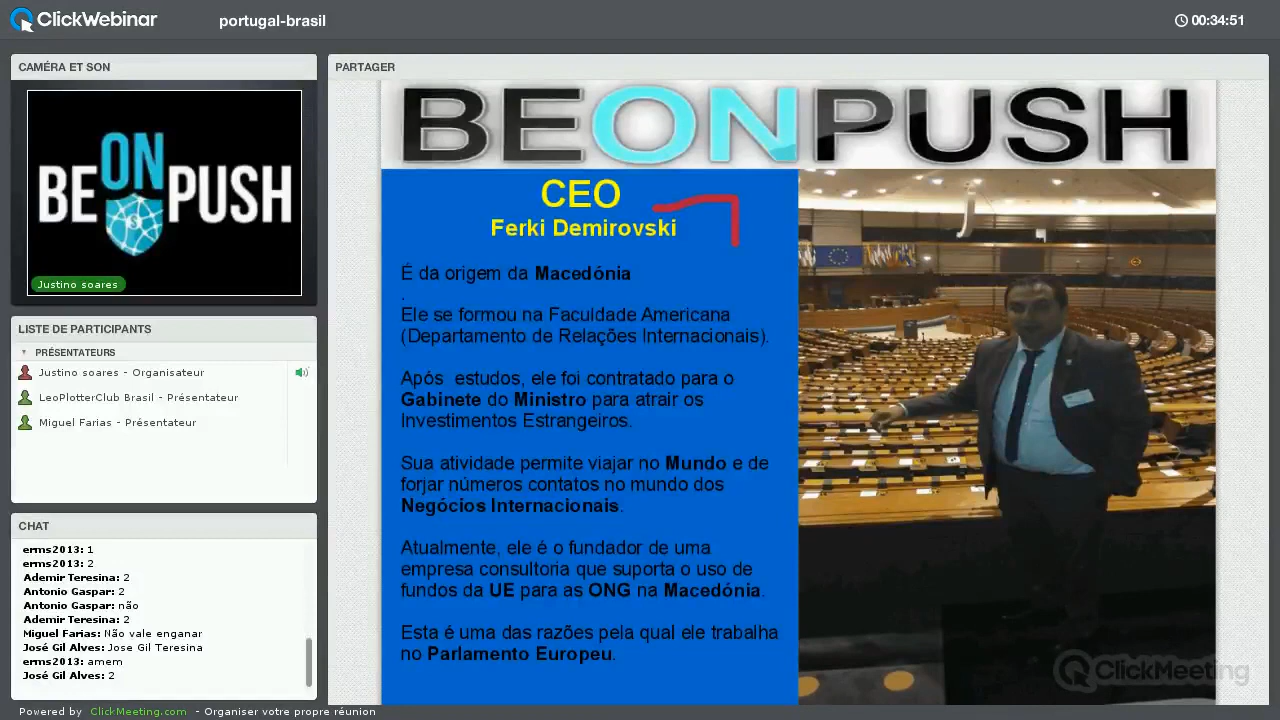 ClickWebinar
portugal-brasil
00:34:51
CAMÉRA ET SON
BEONPUSH
Justino soares
LISTE DE PARTICIPANTS
PRÉSENTATEURS
Justino soares - Organisateur
LeoPlotterClub Brasil - Présentateur
Miguel Farias - Présentateur
CHAT
erms2013: 1
erms2013: 2
Ademir Teresina: 2
Antonio Gaspar: 2
Antonio Gaspar: não
Ademir Teresina: 2
Miguel Farias: Não vale enganar
José Gil Alves: Jose Gil Teresina
erms2013: amem
José Gil Alves: 2
PARTAGER
BEONPUSH
CEO
Ferki Demirovski
É da origem da Macedónia
.
Ele se formou na Faculdade Americana
(Departamento de Relações Internacionais).
Após estudos, ele foi contratado para o
Gabinete do Ministro para atrair os
Investimentos Estrangeiros.
Sua atividade permite viajar no Mundo e de
forjar números contatos no mundo dos
Negócios Internacionais.
Atualmente, ele é o fundador de uma
empresa consultoria que suporta o uso de
fundos da UE para as ONG na Macedónia.
Esta é uma das razões pela qual ele trabalha
no Parlamento Europeu.
ClickMeeting
Powered by ClickMeeting.com - Organiser votre propre réunion